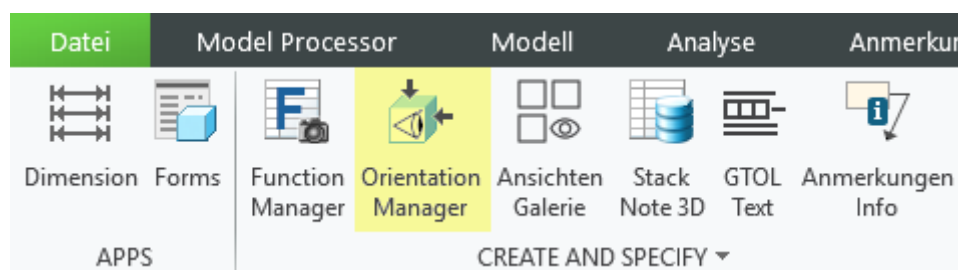 Datei Model Processor Modell Analyse Anmerkun
Dimension Forms Function Orientation Ansichten Stack GTOL Anmerkungen
Manager Manager Galerie Note 3D Text Info
APPS CREATE AND SPECIFY